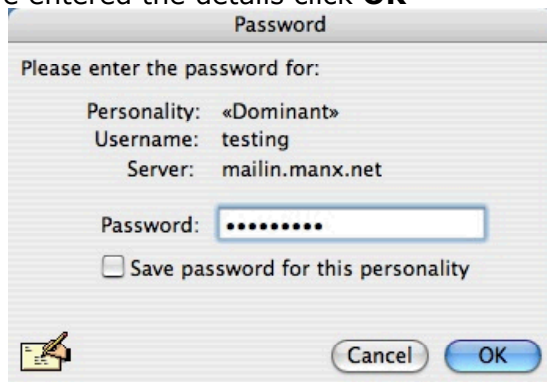 e entered the details click OK
Password
Please enter the password for:
Personality: «Dominant»
Username: testing
Server: mailin.manx.net
Password: •••••••••
Save password for this personality
Cancel OK